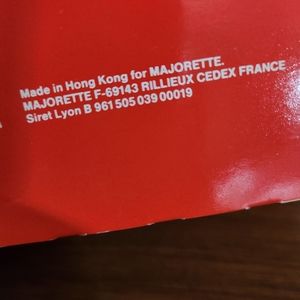 Made in Hong Kong for MAJORETTE.
MAJORETTE F-69143 RILLIEUX CEDEX FRANCE
Siret Lyon B 961 505 039 00019